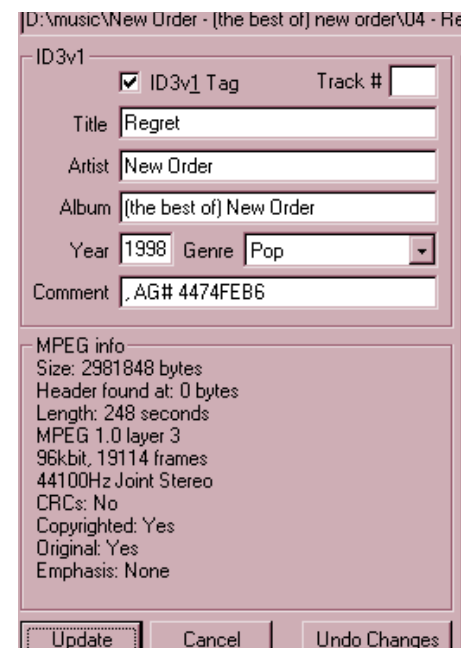 D:\music\New Order - (the best of) new order\04 - Re
ID3v1
ID3v1 Tag Track #
Title Regret
Artist New Order
Album (the best of) New Order
Year 1998 Genre Pop
Comment , AG# 4474FEB6
MPEG info
Size: 2981848 bytes
Header found at: 0 bytes
Length: 248 seconds
MPEG 1.0 layer 3
96kbit, 19114 frames
44100Hz Joint Stereo
CRCs: No
Copyrighted: Yes
Original: Yes
Emphasis: None
Update Cancel Undo Changes